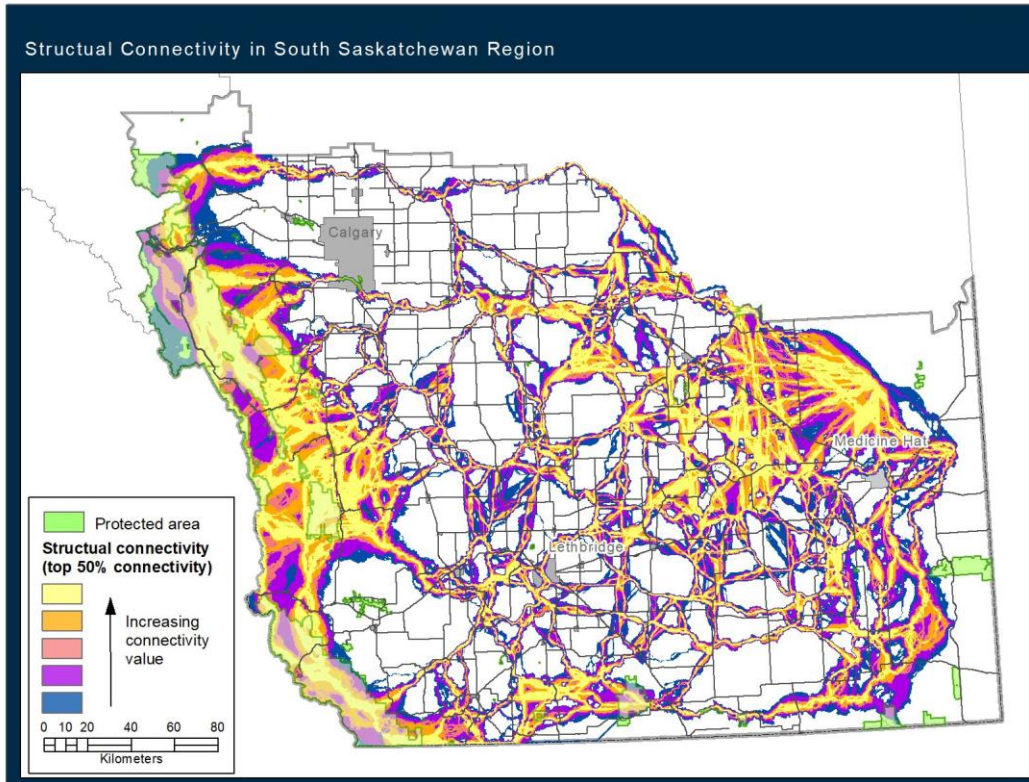 Structual Connectivity in South Saskatchewan Region
Calgary
Medicine Hat
Lethbridge
Protected area
Structual connectivity
(top 50% connectivity)
Increasing
connectivity
value
0 10 20 40 60 80
Kilometers